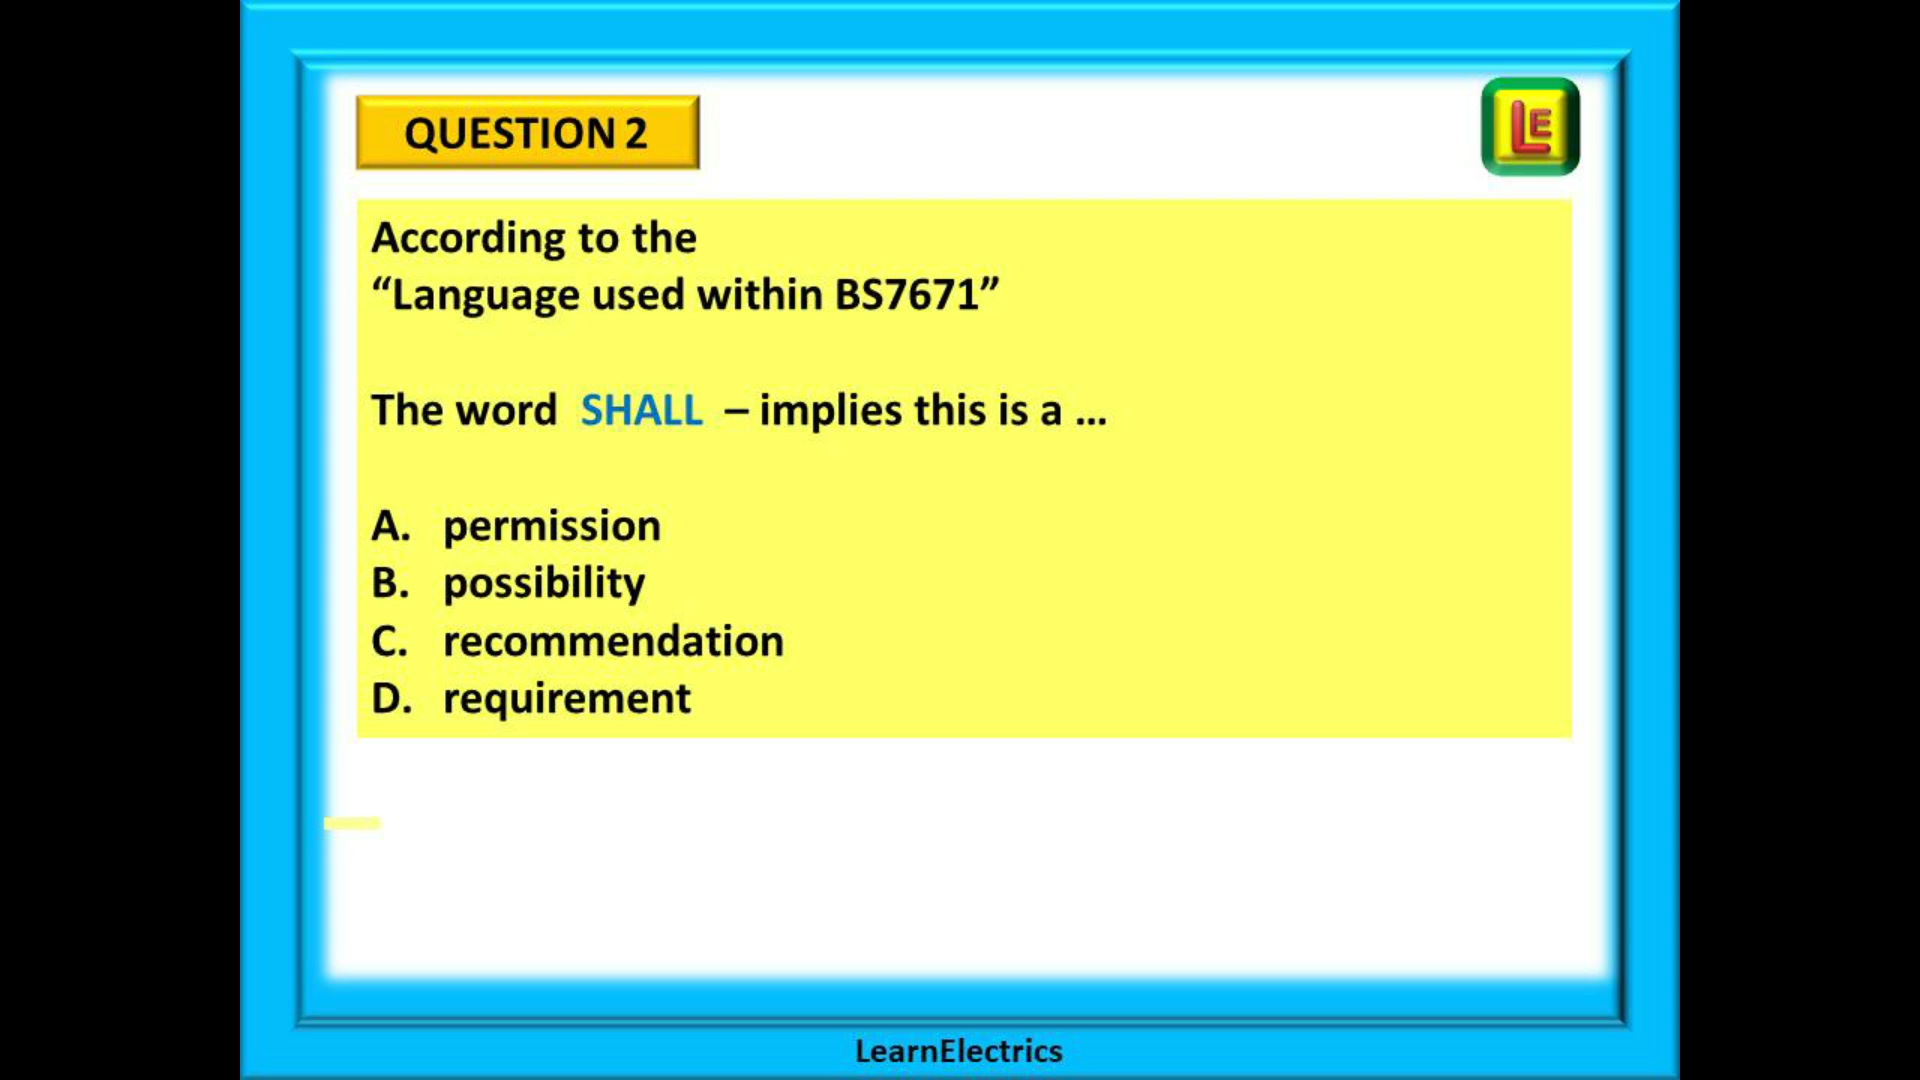 QUESTION 2
LE
According to the
“Language used within BS7671”
The word SHALL – implies this is a ...
A. permission
B. possibility
C. recommendation
D. requirement
LearnElectrics